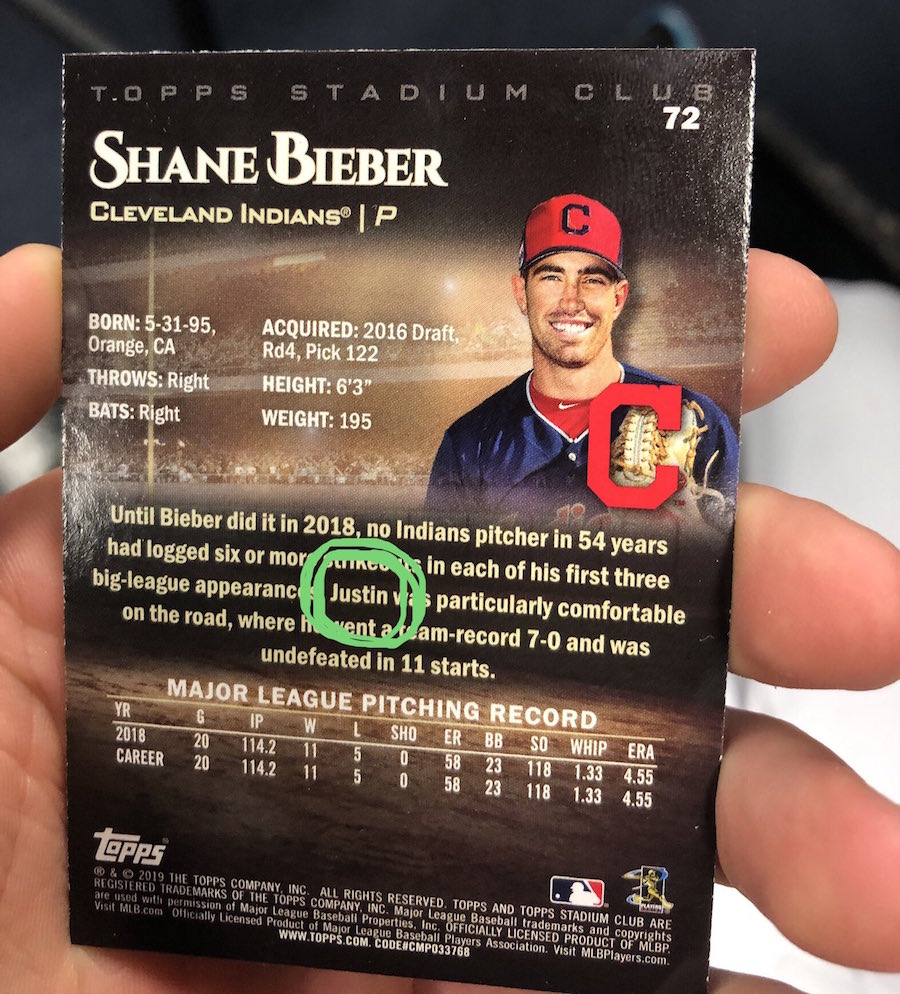 TOPPS STADIUM CLUB
72
SHANE BIEBER
CLEVELAND INDIANS® | P
C
BORN: 5-31-95,
Orange, CA
THROWS: Right
BATS: Right
ACQUIRED: 2016 Draft,
Rd4, Pick 122
HEIGHT: 6'3"
WEIGHT: 195
C
Until Bieber did it in 2018, no Indians pitcher in 54 years
had logged six or more strikeouts in each of his first three
big-league appearances. Justin was particularly comfortable
on the road, where he went a team-record 7-0 and was
undefeated in 11 starts.
MAJOR LEAGUE PITCHING RECORD
YR G IP W L SHO ER BB SO WHIP ERA
2018 20 114.2 11 5 0 58 23 118 1.33 4.55
CAREER 20 114.2 11 5 0 58 23 118 1.33 4.55
TOPPS®
® & © 2019 THE TOPPS COMPANY, INC. ALL RIGHTS RESERVED. TOPPS AND TOPPS STADIUM CLUB ARE
REGISTERED TRADEMARKS OF THE TOPPS COMPANY, INC. Major League Baseball trademarks and copyrights
are used with permission of Major League Baseball Properties, Inc. OFFICIALLY LICENSED PRODUCT OF MLBP.
Visit MLB.com Officially Licensed Product of Major League Baseball Players Association. Visit MLBPlayers.com.
WWW.TOPPS.COM. CODE#CMP033768